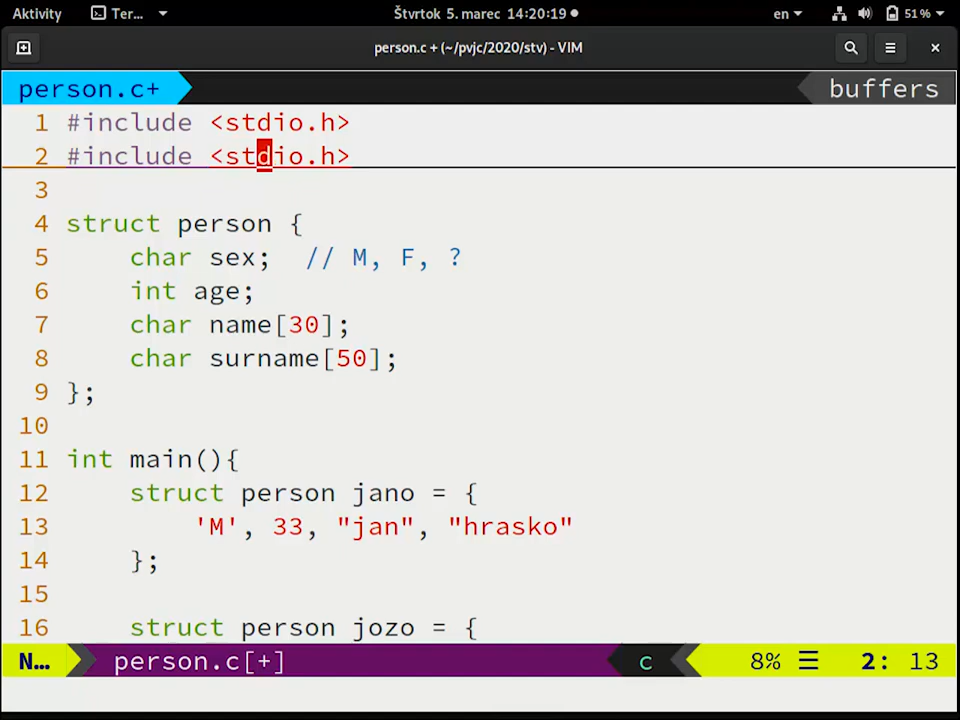 Aktivity Ter... Štvrtok 5. marec 14:20:19 en 51%
person.c + (~/pvjc/2020/stv) - VIM
person.c+ buffers
1 #include <stdio.h>
2 #include <stdio.h>
3
4 struct person {
5 char sex; // M, F, ?
6 int age;
7 char name[30];
8 char surname[50];
9 };
10
11 int main(){
12 struct person jano = {
13 'M', 33, "jan", "hrasko"
14 };
15
16 struct person jozo = {
N... person.c[+] c 8% ☰ 2: 13